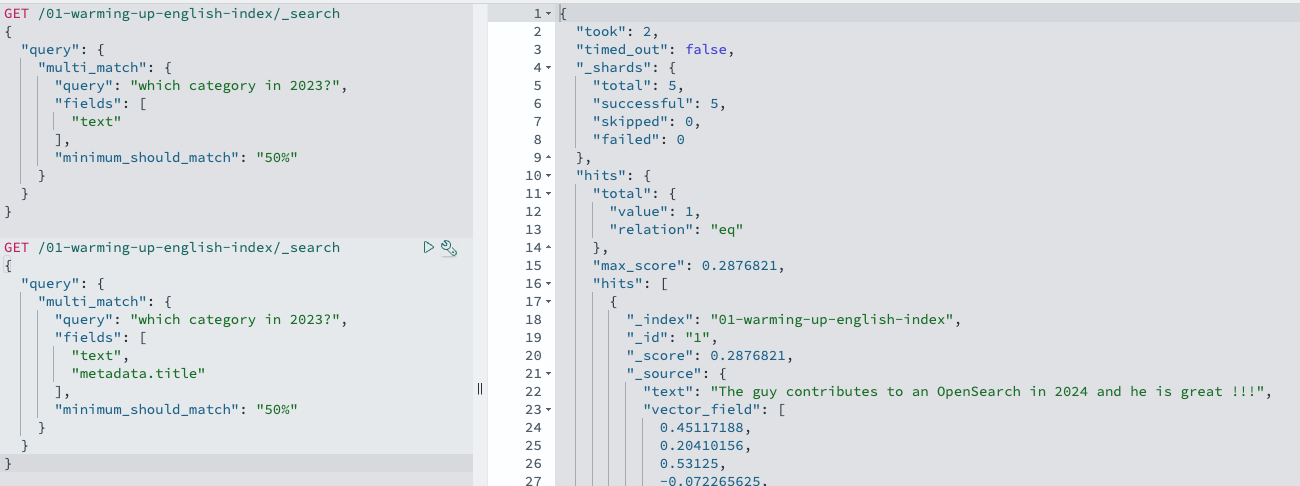 GET /01-warming-up-english-index/_search
{
"query": {
"multi_match": {
"query": "which category in 2023?",
"fields": [
"text"
],
"minimum_should_match": "50%"
}
}
}
GET /01-warming-up-english-index/_search
{
"query": {
"multi_match": {
"query": "which category in 2023?",
"fields": [
"text",
"metadata.title"
],
"minimum_should_match": "50%"
}
}
}
1 {
2 "took": 2,
3 "timed_out": false,
4 "_shards": {
5 "total": 5,
6 "successful": 5,
7 "skipped": 0,
8 "failed": 0
9 },
10 "hits": {
11 "total": {
12 "value": 1,
13 "relation": "eq"
14 },
15 "max_score": 0.2876821,
16 "hits": [
17 {
18 "_index": "01-warming-up-english-index",
19 "_id": "1",
20 "_score": 0.2876821,
21 "_source": {
22 "text": "The guy contributes to an OpenSearch in 2024 and he is great !!!",
23 "vector_field": [
24 0.45117188,
25 0.20410156,
26 0.53125,
27 -0.072265625,